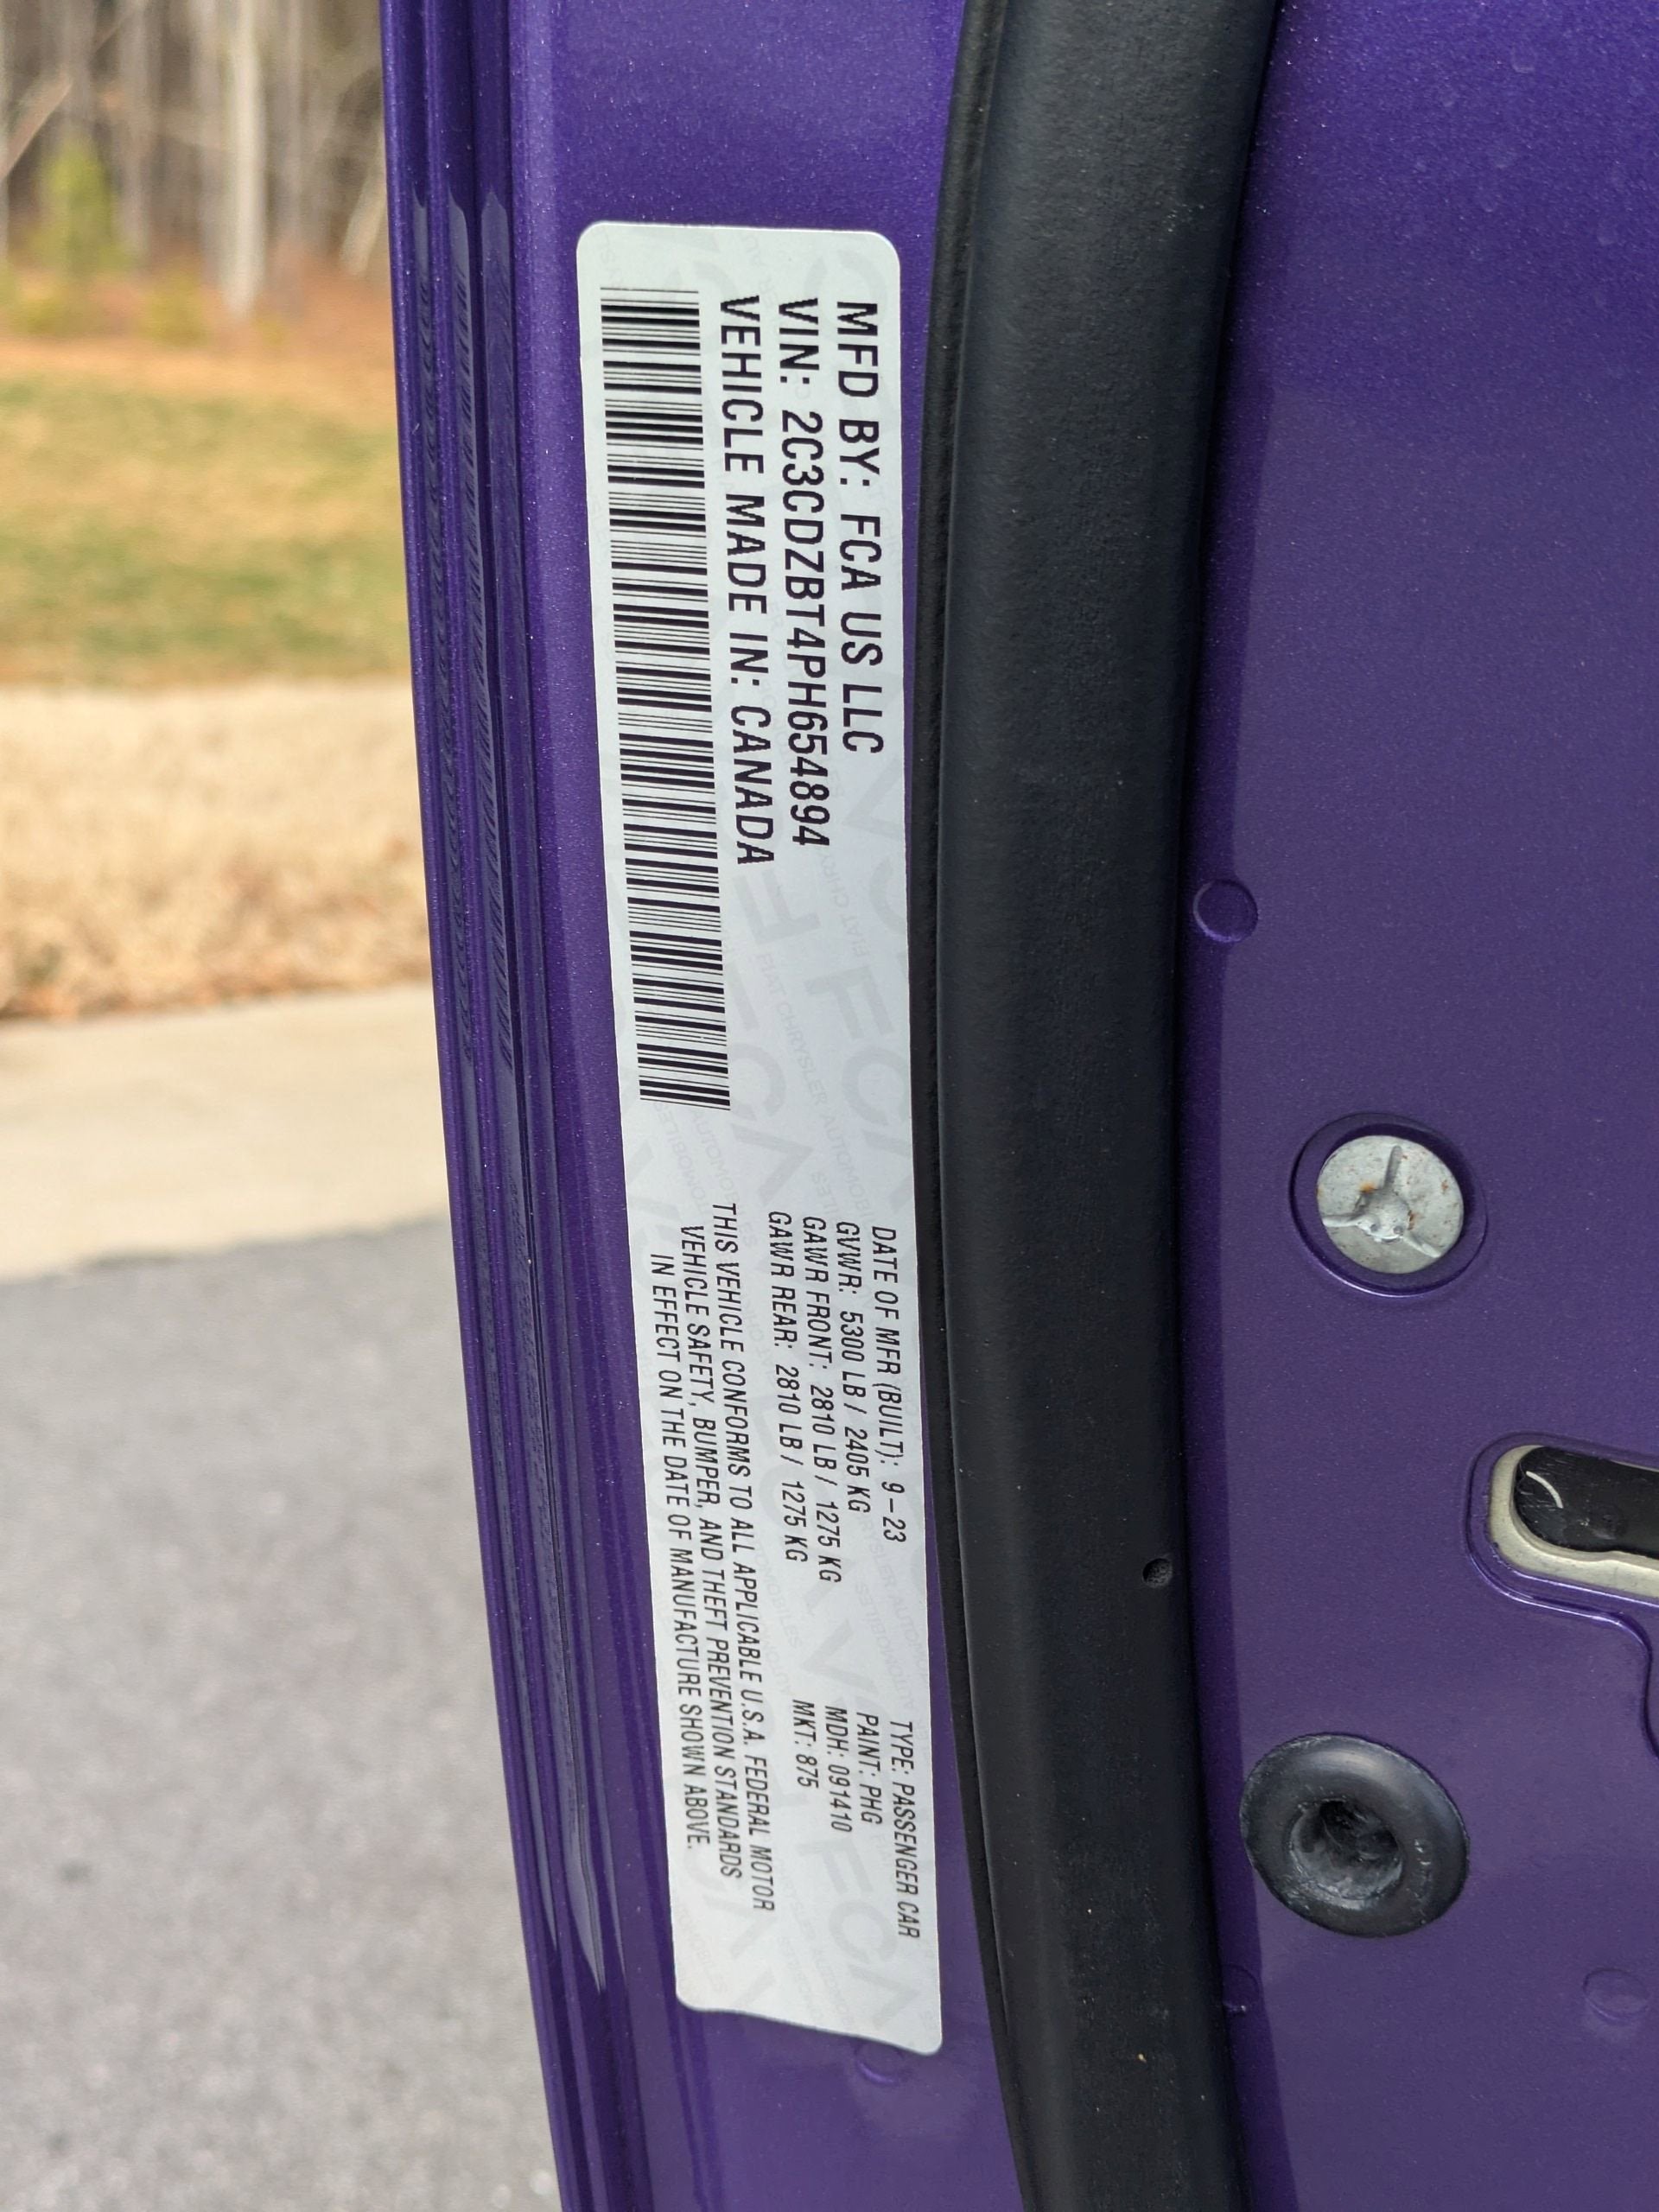 MFD BY: FCA US LLC
VIN: 2C3CDZBT4PH654894
VEHICLE MADE IN: CANADA
DATE OF MFR (BUILT): 9-23
GVWR: 5300 LB / 2405 KG
GAWR FRONT: 2810 LB / 1275 KG
GAWR REAR: 2810 LB / 1275 KG
TYPE: PASSENGER CAR
PAINT: PHG
MDH: 091410
MKT: 875
THIS VEHICLE CONFORMS TO ALL APPLICABLE U.S.A. FEDERAL MOTOR
VEHICLE SAFETY, BUMPER, AND THEFT PREVENTION STANDARDS
IN EFFECT ON THE DATE OF MANUFACTURE SHOWN ABOVE.